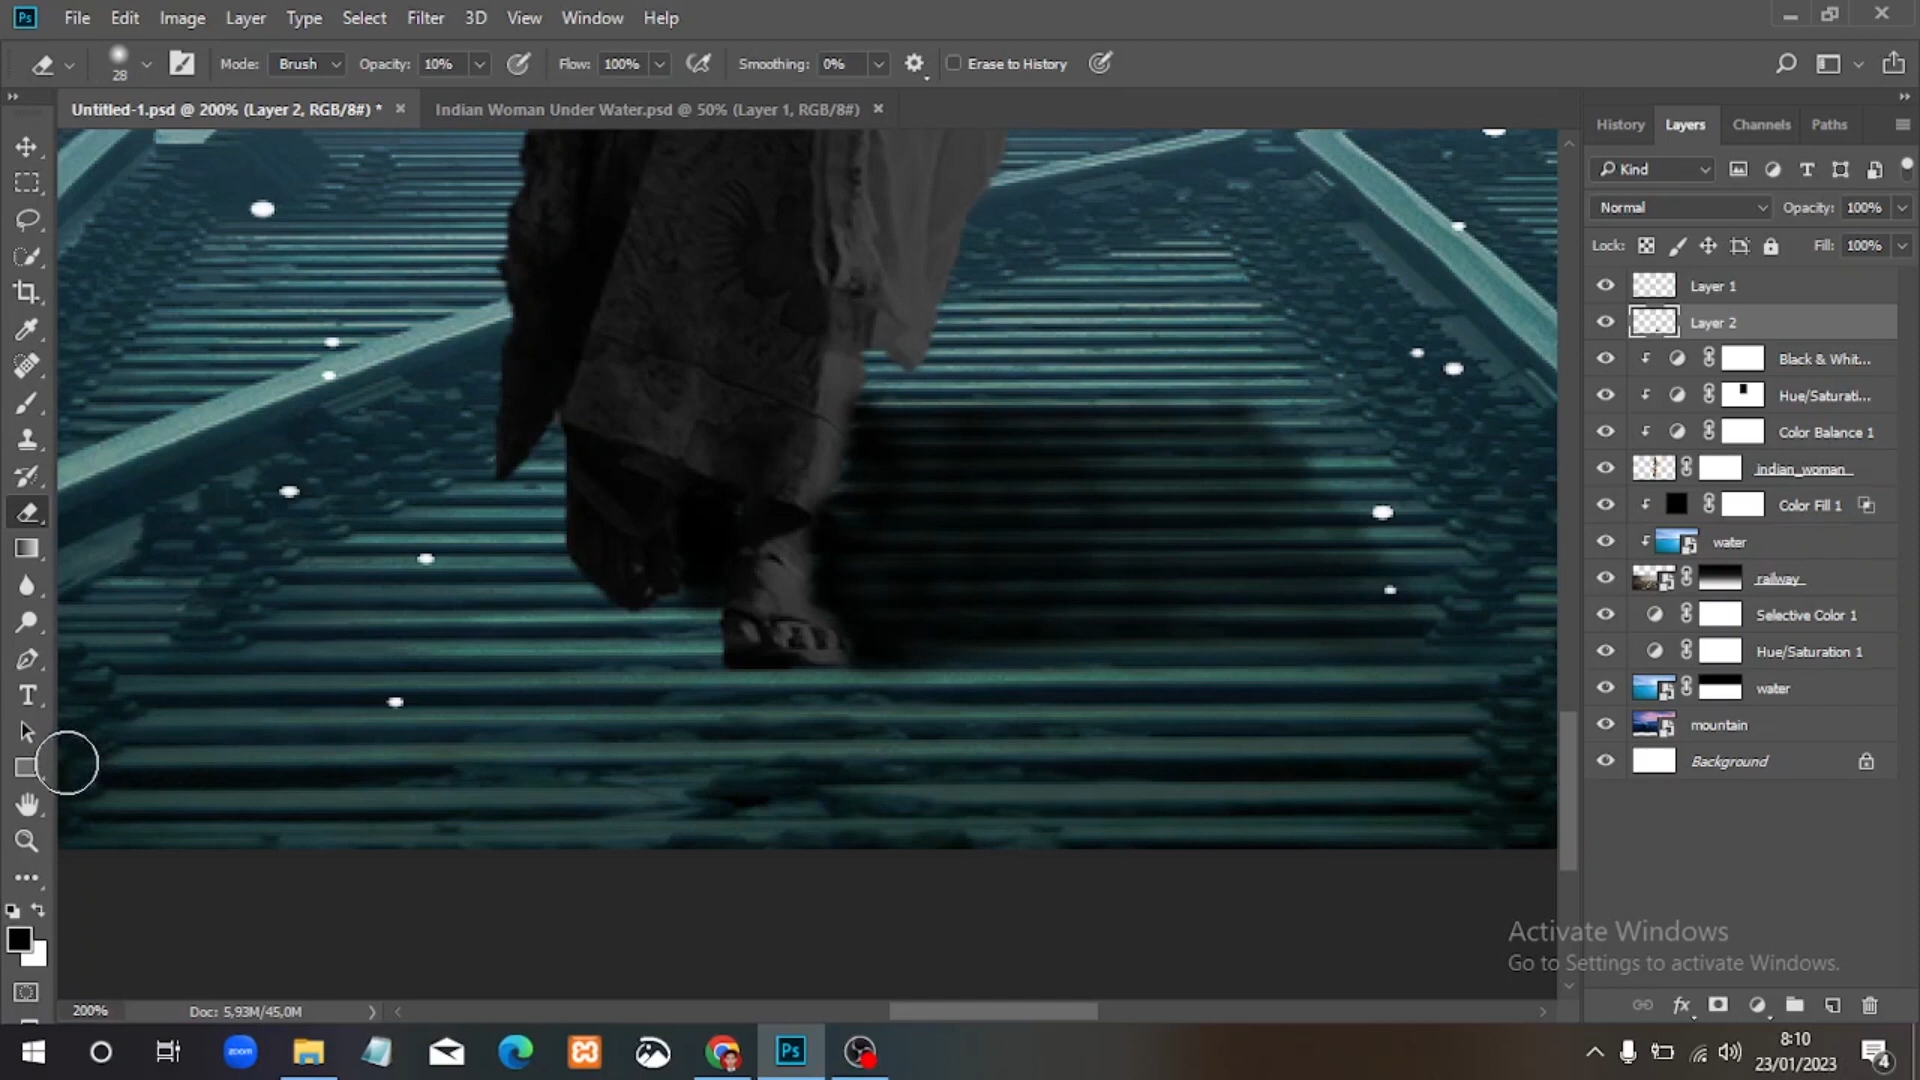 Ps File Edit Image Layer Type Select Filter 3D View Window Help
28 Mode: Brush Opacity: 10% Flow: 100% Smoothing: 0% Erase to History
Untitled-1.psd @ 200% (Layer 2, RGB/8#) * Indian Woman Under Water.psd @ 50% (Layer 1, RGB/8#)
History Layers Channels Paths
Kind
Normal Opacity: 100%
Lock: Fill: 100%
Layer 1
Layer 2
Black & Whit...
Hue/Saturati...
Color Balance 1
indian_woman
Color Fill 1
water
railway
Selective Color 1
Hue/Saturation 1
water
mountain
Background
Activate Windows
Go to Settings to activate Windows.
200% Doc: 5,93M/45,0M
fx
zoom
Ps
8:10
23/01/2023
4